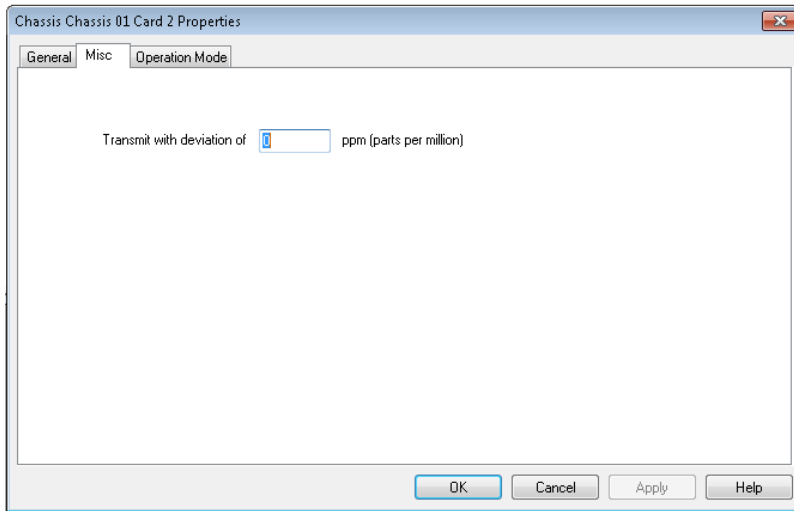 Chassis Chassis 01 Card 2 Properties
General Misc Operation Mode
Transmit with deviation of 0 ppm (parts per million)
OK Cancel Apply Help